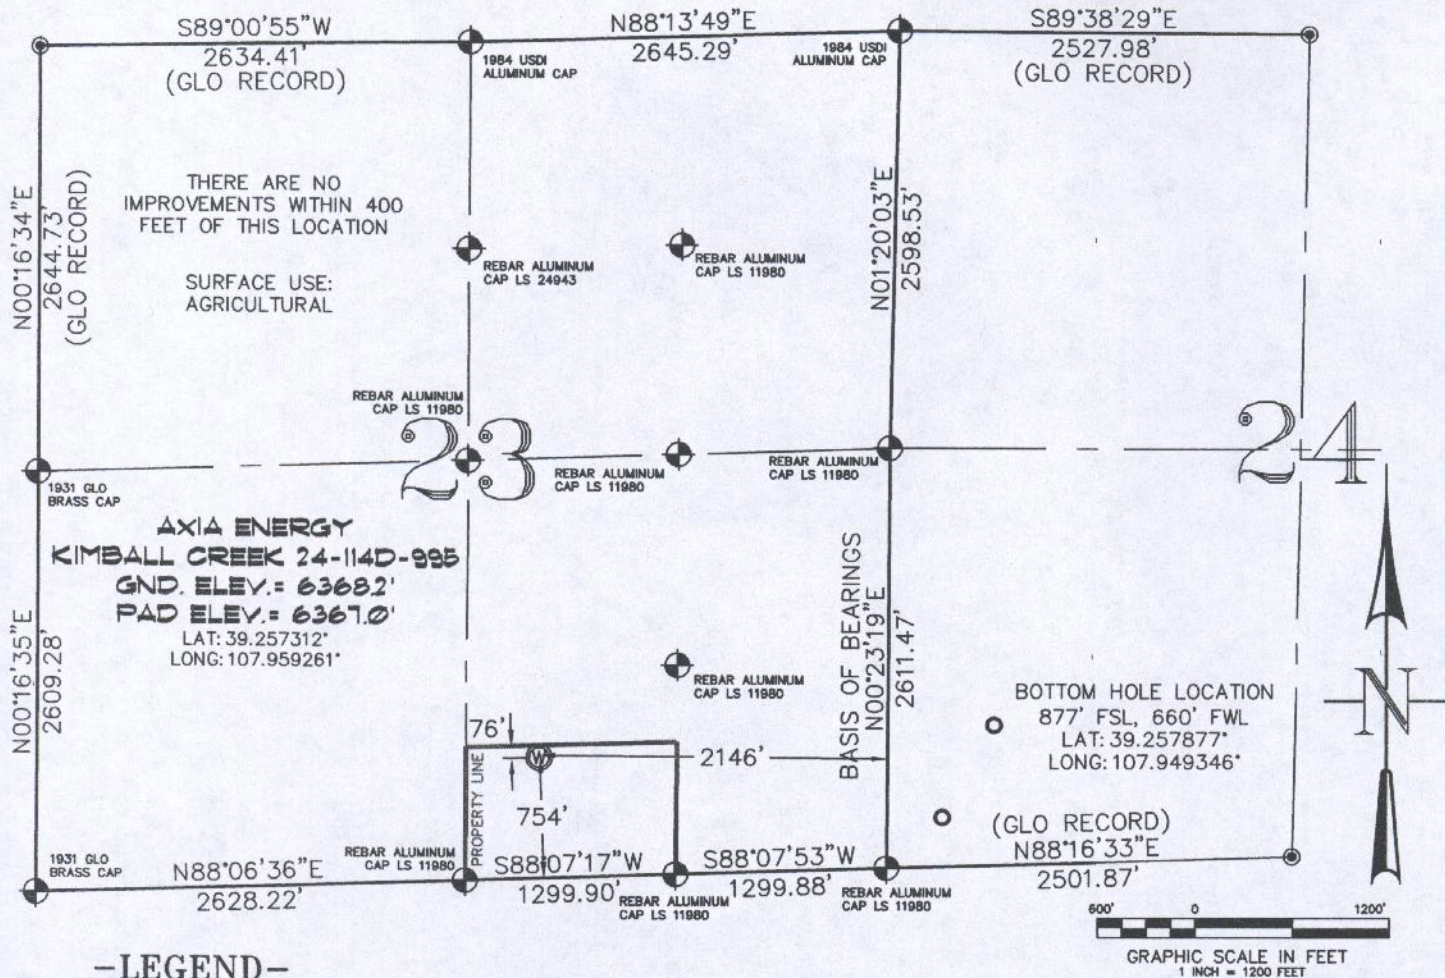 S89°00'55"W
2634.41'
(GLO RECORD)
N88°13'49"E
2645.29'
S89°38'29"E
2527.98'
(GLO RECORD)
1984 USDI
ALUMINUM CAP
1984 USDI
ALUMINUM CAP
N00°16'34"E
2644.73'
(GLO RECORD)
THERE ARE NO
IMPROVEMENTS WITHIN 400
FEET OF THIS LOCATION
SURFACE USE:
AGRICULTURAL
REBAR ALUMINUM
CAP LS 24943
REBAR ALUMINUM
CAP LS 11980
N01°20'03"E
2598.53'
REBAR ALUMINUM
CAP LS 11980
23
24
REBAR ALUMINUM
CAP LS 11980
REBAR ALUMINUM
CAP LS 11980
1931 GLO
BRASS CAP
AXIA ENERGY
KIMBALL CREEK 24-114D-995
GND. ELEV.= 6368.2'
PAD ELEV.= 6367.0'
LAT: 39.257312°
LONG: 107.959261°
N00°16'35"E
2609.28'
BASIS OF BEARINGS
N00°23'19"E
2611.47'
REBAR ALUMINUM
CAP LS 11980
BOTTOM HOLE LOCATION
877' FSL, 660' FWL
LAT: 39.257877°
LONG: 107.949346°
N
76'
W
2146'
PROPERTY LINE
754'
(GLO RECORD)
N88°16'33"E
2501.87'
1931 GLO
BRASS CAP
N88°06'36"E
2628.22'
REBAR ALUMINUM
CAP LS 11980
S88°07'17"W
1299.90'
REBAR ALUMINUM
CAP LS 11980
S88°07'53"W
1299.88'
REBAR ALUMINUM
CAP LS 11980
600' 0 1200'
GRAPHIC SCALE IN FEET
1 INCH = 1200 FEET
-LEGEND-